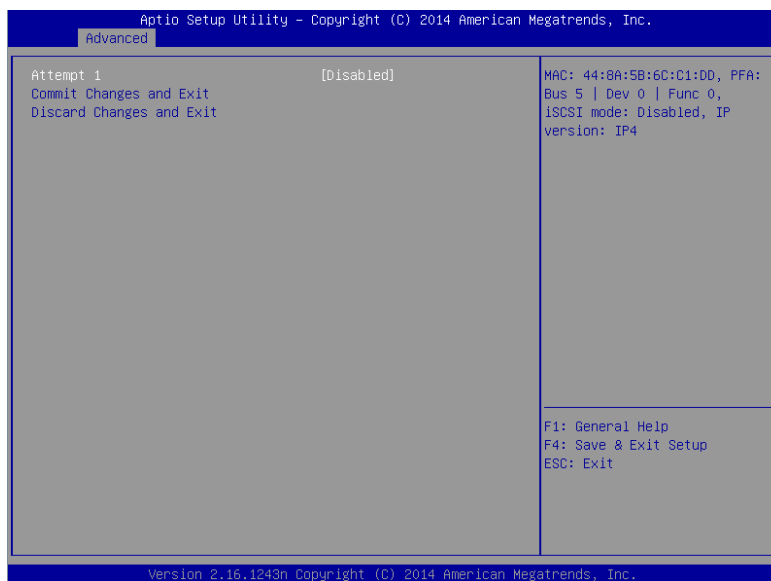 Aptio Setup Utility – Copyright (C) 2014 American Megatrends, Inc.
Advanced
Attempt 1 [Disabled]
Commit Changes and Exit
Discard Changes and Exit
MAC: 44:8A:5B:6C:C1:DD, PFA:
Bus 5 | Dev 0 | Func 0,
iSCSI mode: Disabled, IP
version: IP4
F1: General Help
F4: Save & Exit Setup
ESC: Exit
Version 2.16.1243n Copyright (C) 2014 American Megatrends, Inc.